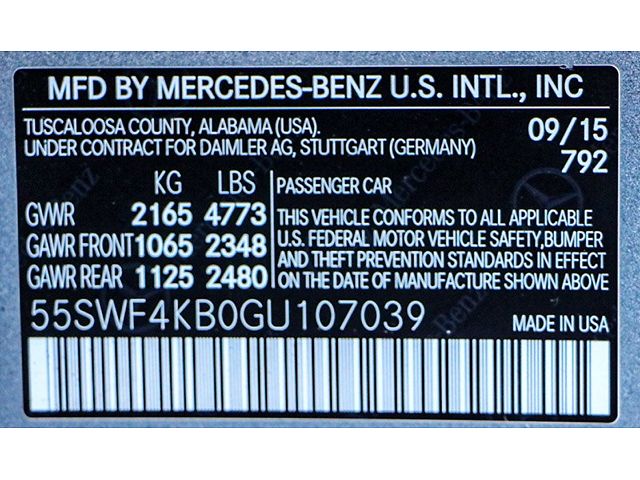 MFD BY MERCEDES-BENZ U.S. INTL., INC
TUSCALOOSA COUNTY, ALABAMA (USA). 09/15
UNDER CONTRACT FOR DAIMLER AG, STUTTGART (GERMANY) 792
KG LBS PASSENGER CAR
GVWR 2165 4773 THIS VEHICLE CONFORMS TO ALL APPLICABLE
GAWR FRONT 1065 2348 U.S. FEDERAL MOTOR VEHICLE SAFETY,BUMPER
AND THEFT PREVENTION STANDARDS IN EFFECT
GAWR REAR 1125 2480 ON THE DATE OF MANUFACTURE SHOWN ABOVE
55SWF4KB0GU107039 MADE IN USA